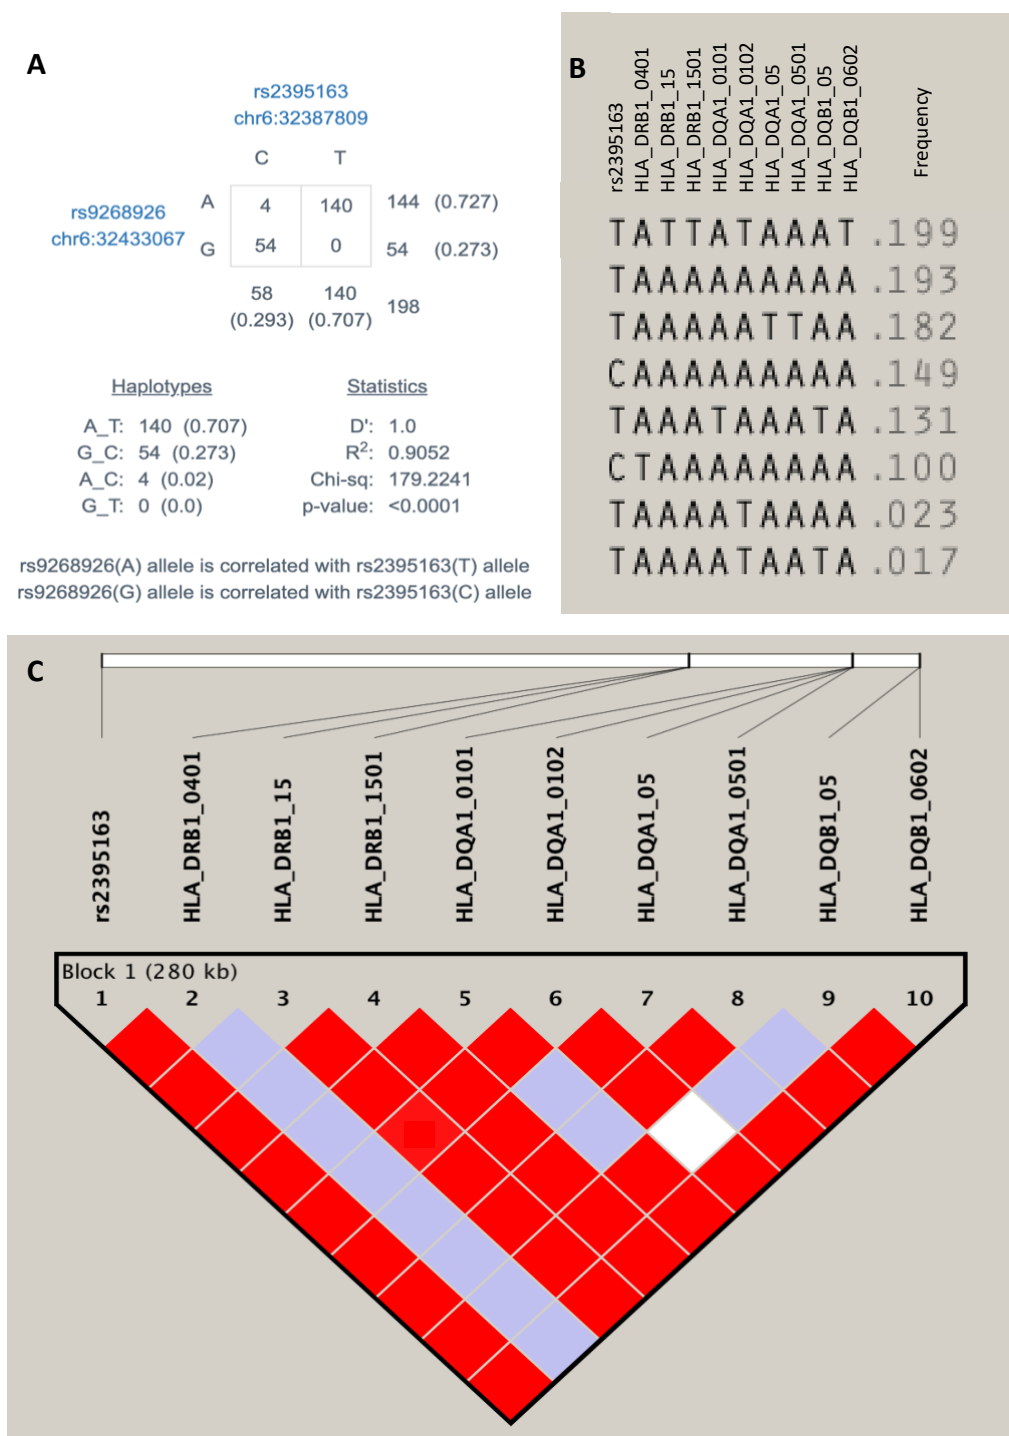 A
rs2395163
chr6:32387809
C T
rs9268926
chr6:32433067
A 4 140 144 (0.727)
G 54 0 54 (0.273)
58 140 198
(0.293) (0.707)
Haplotypes Statistics
A_T: 140 (0.707) D': 1.0
G_C: 54 (0.273) R²: 0.9052
A_C: 4 (0.02) Chi-sq: 179.2241
G_T: 0 (0.0) p-value: <0.0001
rs9268926(A) allele is correlated with rs2395163(T) allele
rs9268926(G) allele is correlated with rs2395163(C) allele
B
rs2395163
HLA_DRB1_0401
HLA_DRB1_15
HLA_DRB1_1501
HLA_DQA1_0101
HLA_DQA1_0102
HLA_DQA1_05
HLA_DQA1_0501
HLA_DQB1_05
HLA_DQB1_0602
Frequency
TATTATAAAT .199
TAAAAAAAAA .193
TAAAAATTAA .182
CAAAAAAAAA .149
TAAATAAATA .131
CTAAAAAAAA .100
TAAAATAAAA .023
TAAAATAATA .017
C
rs2395163
HLA_DRB1_0401
HLA_DRB1_15
HLA_DRB1_1501
HLA_DQA1_0101
HLA_DQA1_0102
HLA_DQA1_05
HLA_DQA1_0501
HLA_DQB1_05
HLA_DQB1_0602
Block 1 (280 kb)
1 2 3 4 5 6 7 8 9 10